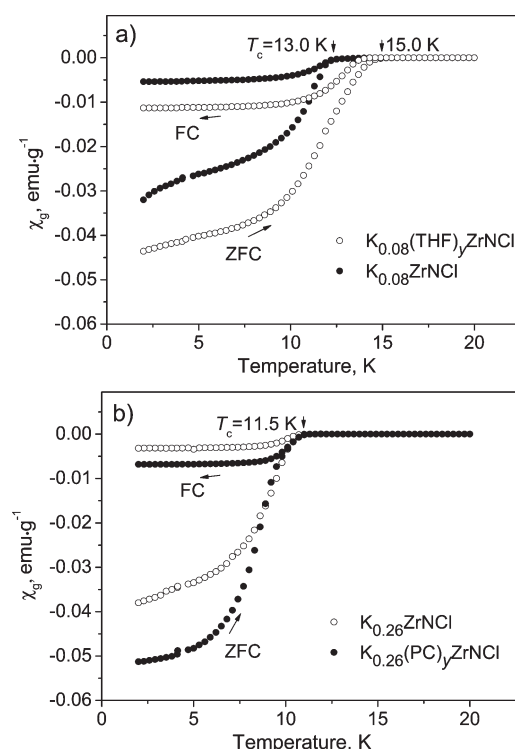 a)
T_c=13.0 K
15.0 K
0.00
-0.01
-0.02
-0.03
-0.04
-0.05
-0.06
χ_g, emu·g^-1
FC
ZFC
K_0.08(THF)_yZrNCl
K_0.08ZrNCl
0 5 10 15 20
Temperature, K
b)
T_c=11.5 K
0.00
-0.01
-0.02
-0.03
-0.04
-0.05
-0.06
χ_g, emu·g^-1
FC
ZFC
K_0.26ZrNCl
K_0.26(PC)_yZrNCl
0 5 10 15 20
Temperature, K